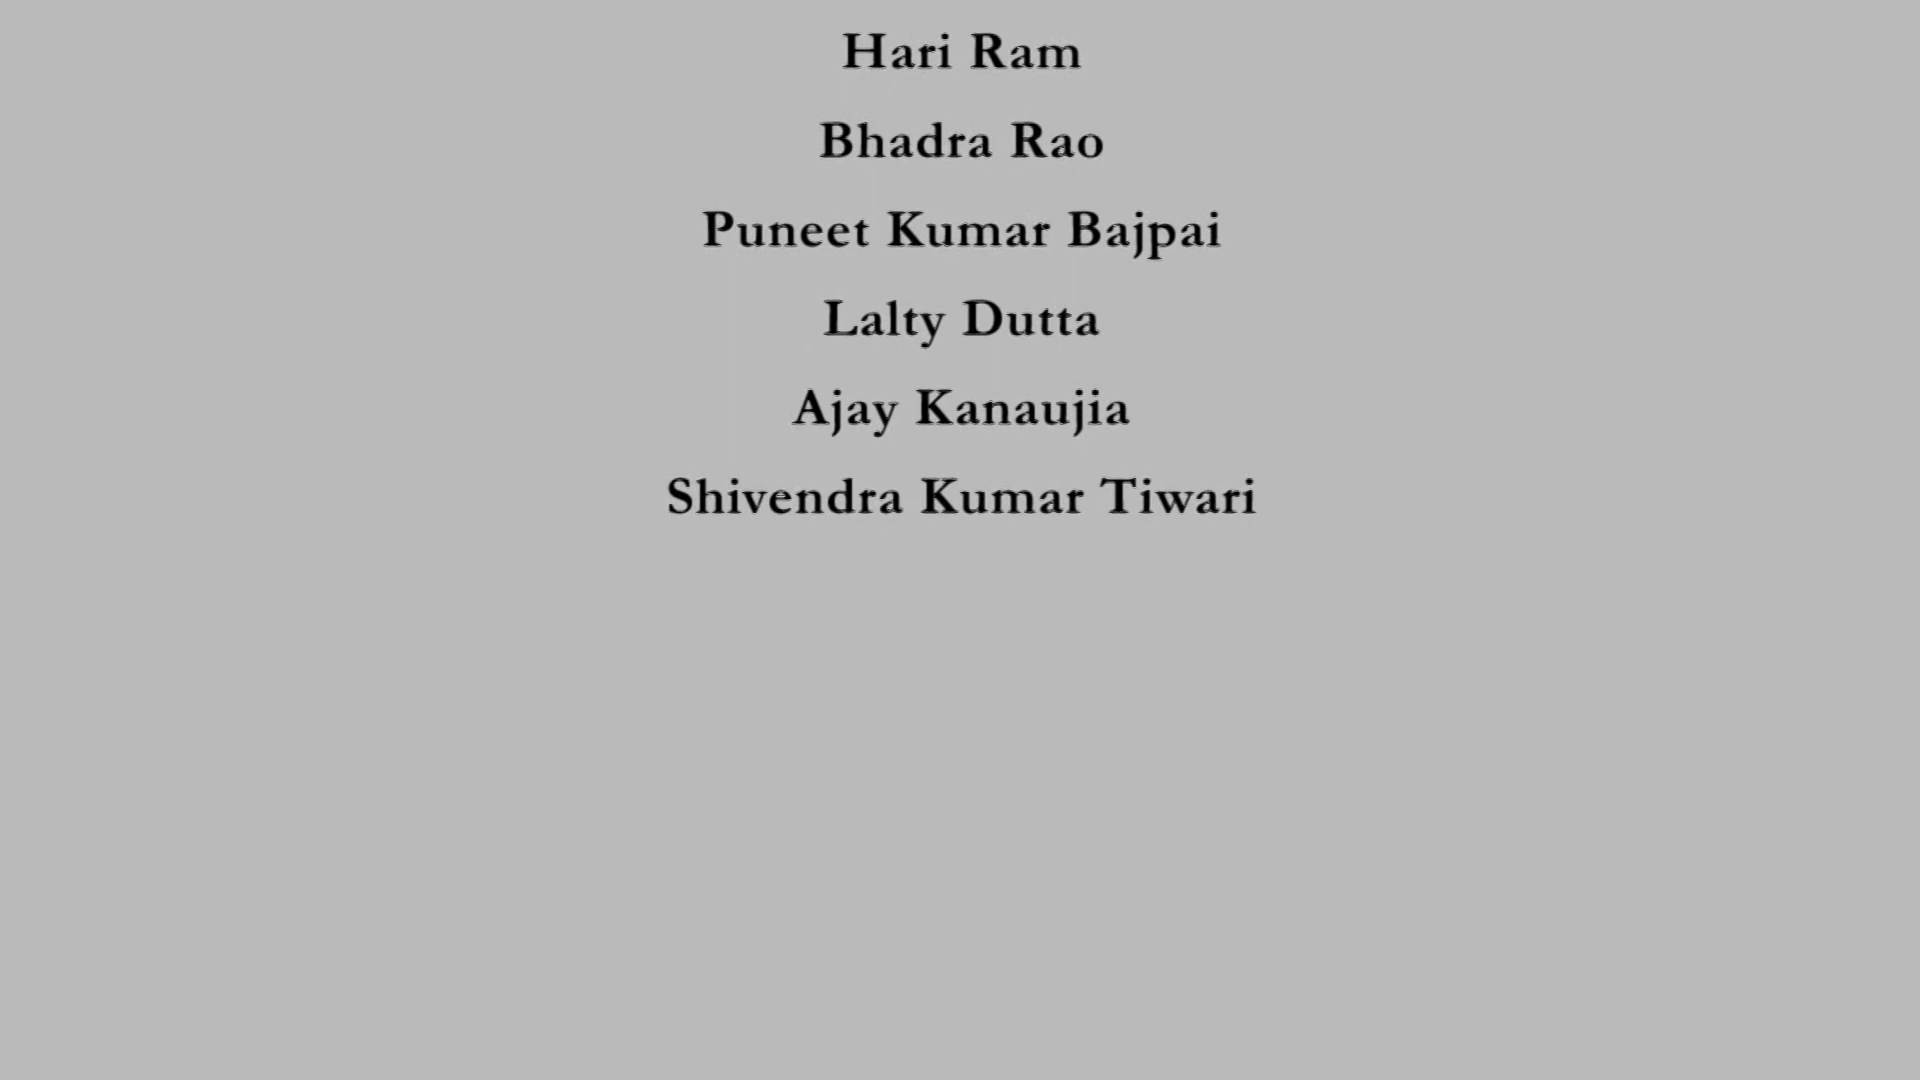 Hari Ram
Bhadra Rao
Puneet Kumar Bajpai
Lalty Dutta
Ajay Kanaujia
Shivendra Kumar Tiwari